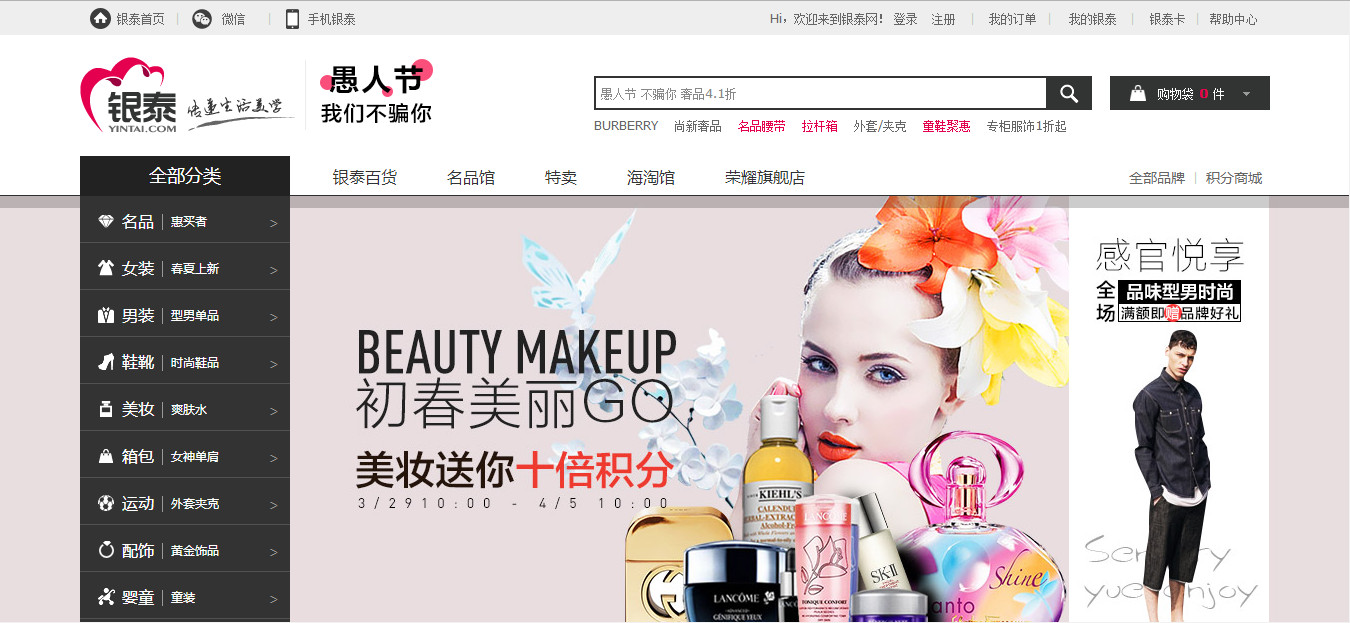 银泰首页 微信 手机银泰 Hi，欢迎来到银泰网！ 登录 注册 我的订单 我的银泰 银泰卡 帮助中心
银泰
YINTAI.COM
传递生活美学
愚人节
我们不骗你
愚人节 不骗你 奢品4.1折
购物袋 0 件
BURBERRY 尚新奢品 名品腰带 拉杆箱 外套/夹克 童鞋聚惠 专柜服饰1折起
全部分类 银泰百货 名品馆 特卖 海淘馆 荣耀旗舰店 全部品牌 积分商城
名品 惠买者 >
女装 春夏上新 >
男装 型男单品 >
鞋靴 时尚鞋品 >
美妆 爽肤水 >
箱包 女神单肩 >
运动 外套夹克 >
配饰 黄金饰品 >
婴童 童装 >
BEAUTY MAKEUP
初春美丽GO
美妆送你十倍积分
3/2910:00 - 4/5 10:00
KIEHL'S
CALENDULA
HERBAL-EXTRACT
Alcohol-Free
LANCÔME
TONIQUE CONFORT
SK-II
LANCÔME
ADVANCED
GÉNIFIQUE YEUX
Shine
anto
感官悦享
全场
品味型男时尚
满额即赠品牌好礼
yue enjoy